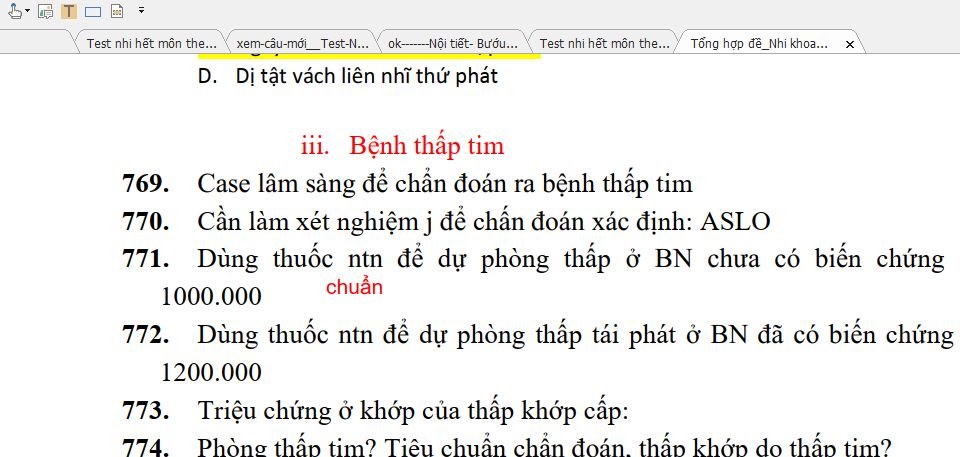 T
Test nhi hết môn the...
xem-câu-mới__Test-N...
ok-------Nội tiết- Bướu...
Test nhi hết môn the...
Tổng hợp đề_Nhi khoa... x
D. Dị tật vách liên nhĩ thứ phát
iii. Bệnh thấp tim
769. Case lâm sàng để chẩn đoán ra bệnh thấp tim
770. Cần làm xét nghiệm j để chấn đoán xác định: ASLO
771. Dùng thuốc ntn để dự phòng thấp ở BN chưa có biến chứng
1000.000
chuẩn
772. Dùng thuốc ntn để dự phòng thấp tái phát ở BN đã có biến chứng
1200.000
773. Triệu chứng ở khớp của thấp khớp cấp:
774. Phòng thấp tim? Tiêu chuẩn chẩn đoán, thấp khớp do thấp tim?